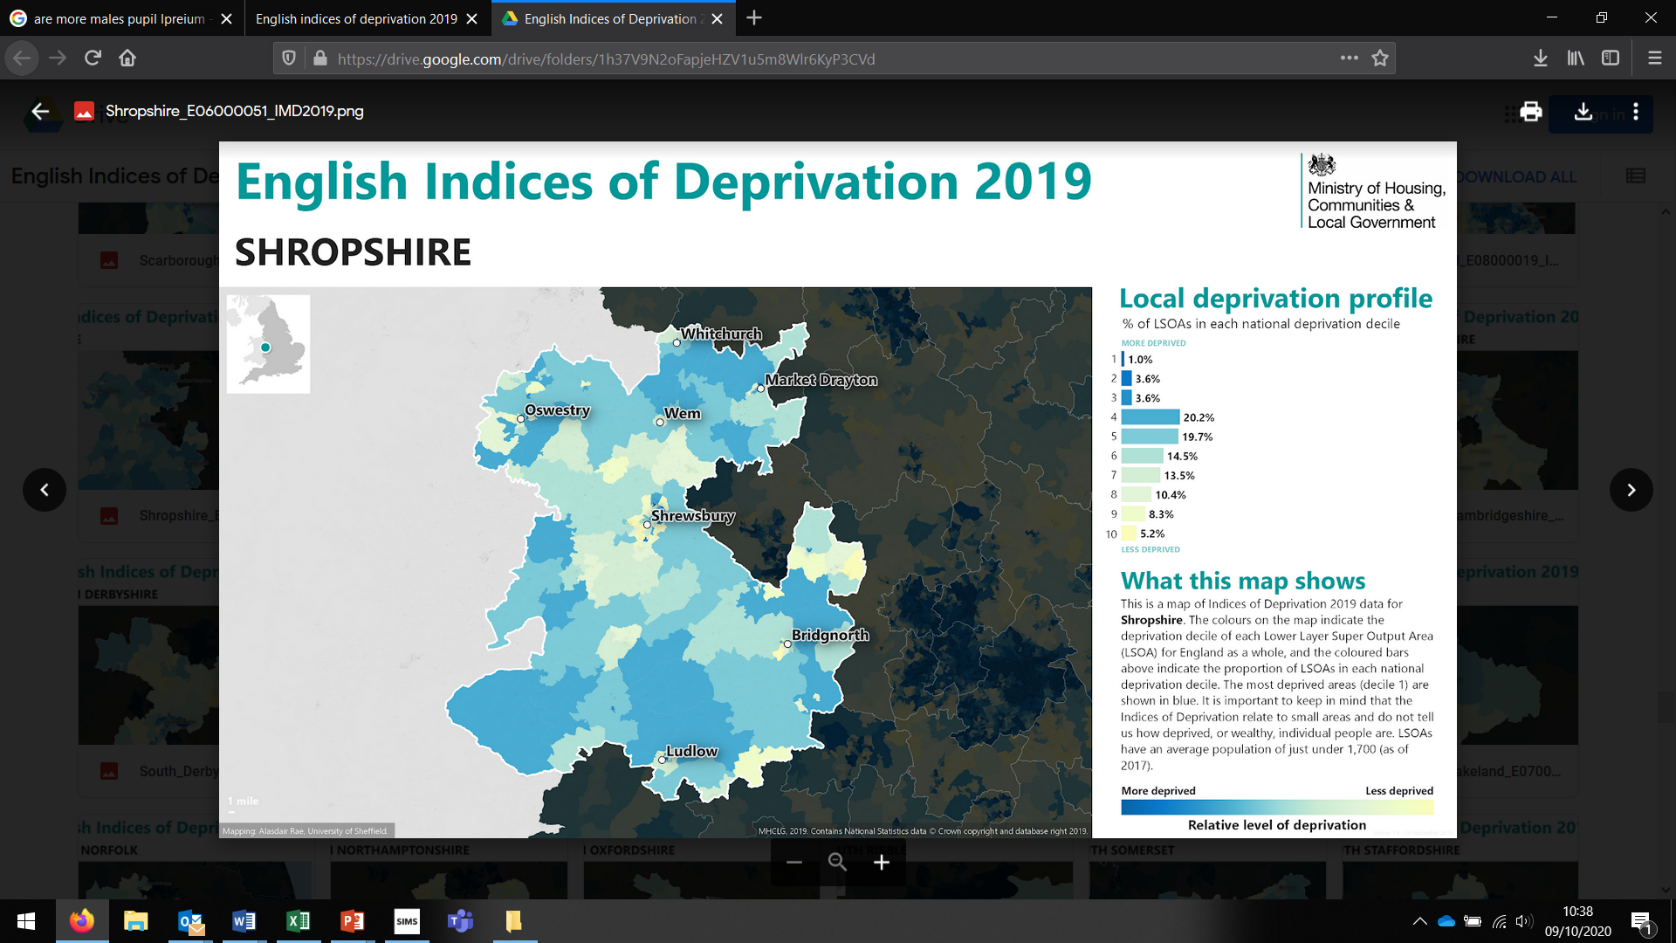 are more males pupil lpreium
English indices of deprivation 2019
English Indices of Deprivation 2
https://drive.google.com/drive/folders/1h37V9N2oFapjeHZV1u5m8Wlr6KyP3CVd
Shropshire_E06000051_IMD2019.png
English Indices of De
DOWNLOAD ALL
English Indices of Deprivation 2019
SHROPSHIRE
Ministry of Housing,
Communities &
Local Government
Scarborough
_E08000019_I...
Whitchurch
Market Drayton
Oswestry
Wem
Shrewsbury
Bridgnorth
Ludlow
1 mile
Mapping: Alasdair Rae, University of Sheffield.
MHCLG, 2019. Contains National Statistics data © Crown copyright and database right 2019.
Local deprivation profile
% of LSOAs in each national deprivation decile
MORE DEPRIVED
1 1.0%
2 3.6%
3 3.6%
4 20.2%
5 19.7%
6 14.5%
7 13.5%
8 10.4%
9 8.3%
10 5.2%
LESS DEPRIVED
What this map shows
This is a map of Indices of Deprivation 2019 data for
Shropshire. The colours on the map indicate the
deprivation decile of each Lower Layer Super Output Area
(LSOA) for England as a whole, and the coloured bars
above indicate the proportion of LSOAs in each national
deprivation decile. The most deprived areas (decile 1) are
shown in blue. It is important to keep in mind that the
Indices of Deprivation relate to small areas and do not tell
us how deprived, or wealthy, individual people are. LSOAs
have an average population of just under 1,700 (as of
2017).
More deprived Less deprived
Relative level of deprivation
dices of Deprivati
Shropshire_E
ambridgeshire_...
sh Indices of Depr
DERBYSHIRE
eprivation 2019
South_Derby
akeland_E0700...
sh Indices of Depr
Deprivation 20
NORFOLK
NORTHAMPTONSHIRE
OXFORDSHIRE
TH RIBBLE
TH SOMERSET
TH STAFFORDSHIRE
SIMS
10:38
09/10/2020
1